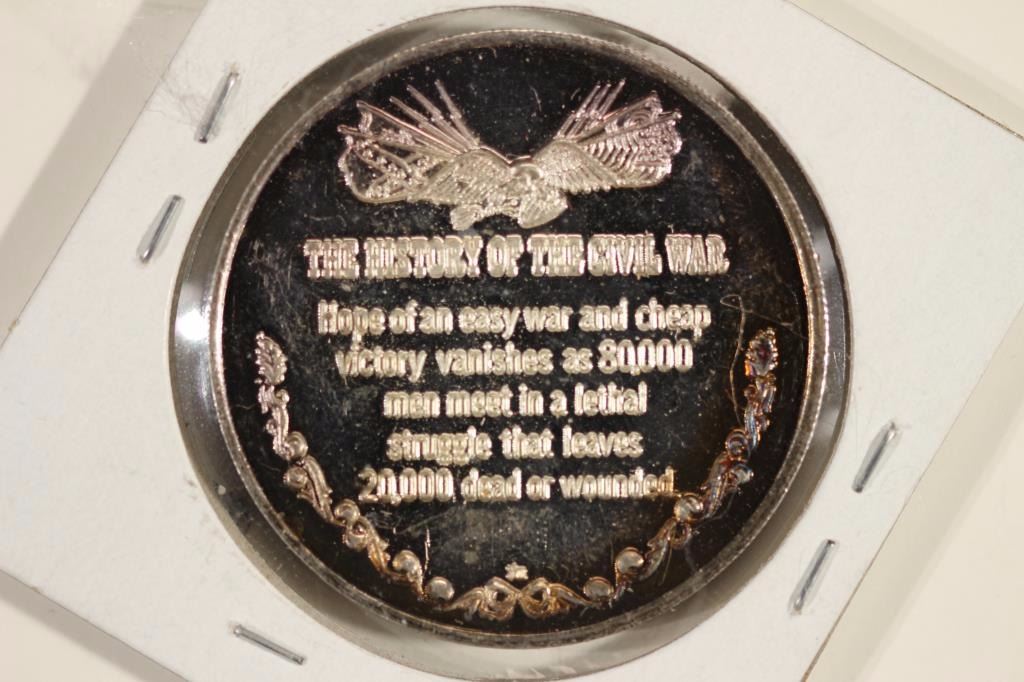 THE HISTORY OF THE CIVIL WAR
Hope of an easy war and cheap
victory vanishes as 80,000
men meet in a lethal
struggle that leaves
20,000 dead or wounded.